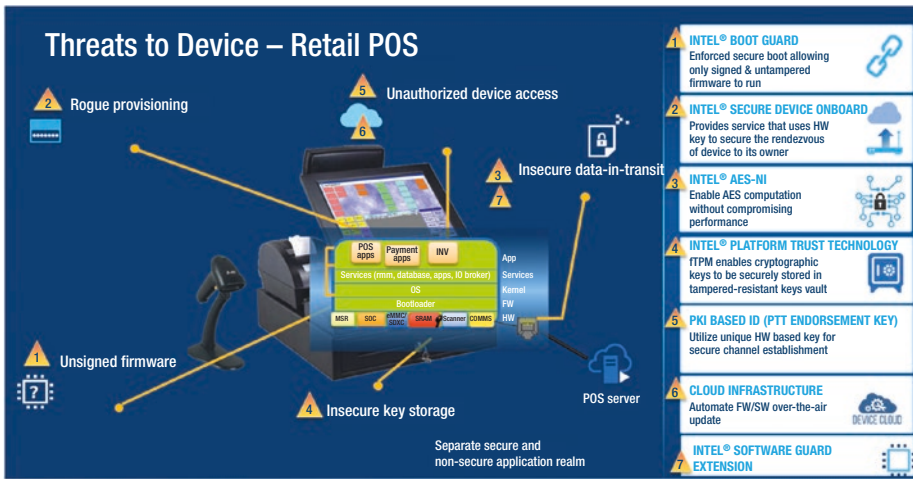 Threats to Device – Retail POS
2
Rogue provisioning
5
Unauthorized device access
6
3
Insecure data-in-transit
7
POS
apps
Payment
apps
INV
App
Services (rmm, database, apps, IO broker)
Services
OS
Kernel
Bootloader
FW
MSR
SOC
eMMC/
SDXC
SRAM
Scanner
COMMS
HW
1
Unsigned firmware
?
4
Insecure key storage
POS server
Separate secure and
non-secure application realm
1
INTEL® BOOT GUARD
Enforced secure boot allowing
only signed & untampered
firmware to run
2
INTEL® SECURE DEVICE ONBOARD
Provides service that uses HW
key to secure the rendezvous
of device to its owner
3
INTEL® AES-NI
Enable AES computation
without compromising
performance
4
INTEL® PLATFORM TRUST TECHNOLOGY
fTPM enables cryptographic
keys to be securely stored in
tampered-resistant keys vault
5
PKI BASED ID (PTT ENDORSEMENT KEY)
Utilize unique HW based key for
secure channel establishment
6
CLOUD INFRASTRUCTURE
Automate FW/SW over-the-air
update
DEVICE CLOUD
7
INTEL® SOFTWARE GUARD
EXTENSION